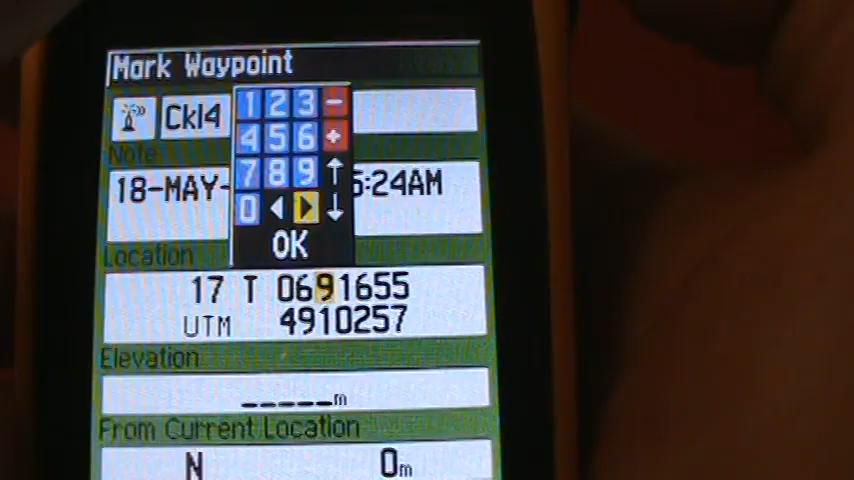 Mark Waypoint
Ckl4
1 2 3 -
4 5 6 +
7 8 9
0
OK
Note
18-MAY- :24AM
Location
17 T 0691655
UTM 4910257
Elevation
_____m
From Current Location
N 0m